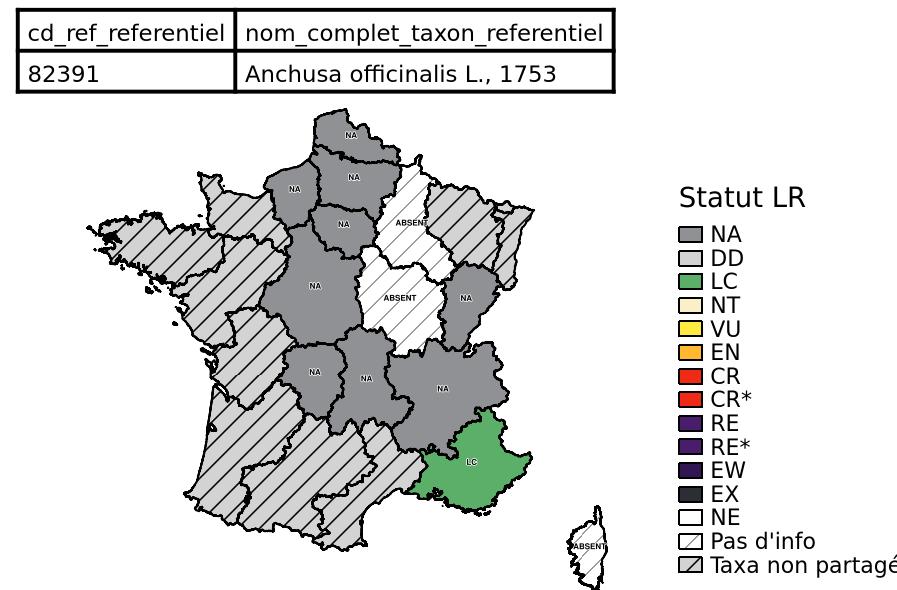 cd_ref_referentiel nom_complet_taxon_referentiel
82391 Anchusa officinalis L., 1753
NA
NA
NA
NA
ABSENT
NA
ABSENT
NA
NA
NA
NA
LC
ABSENT
Statut LR
NA
DD
LC
NT
VU
EN
CR
CR*
RE
RE*
EW
EX
NE
Pas d'info
Taxa non partagé